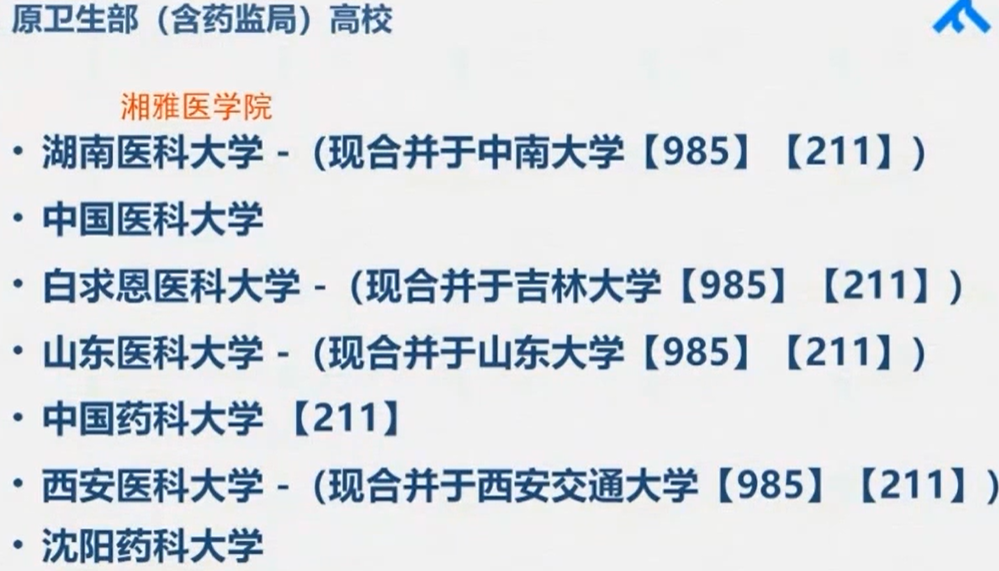 原卫生部（含药监局）高校
湘雅医学院
• 湖南医科大学 -（现合并于中南大学【985】【211】）
• 中国医科大学
• 白求恩医科大学 -（现合并于吉林大学【985】【211】）
• 山东医科大学 -（现合并于山东大学【985】【211】）
• 中国药科大学 【211】
• 西安医科大学 -（现合并于西安交通大学【985】【211】）
• 沈阳药科大学